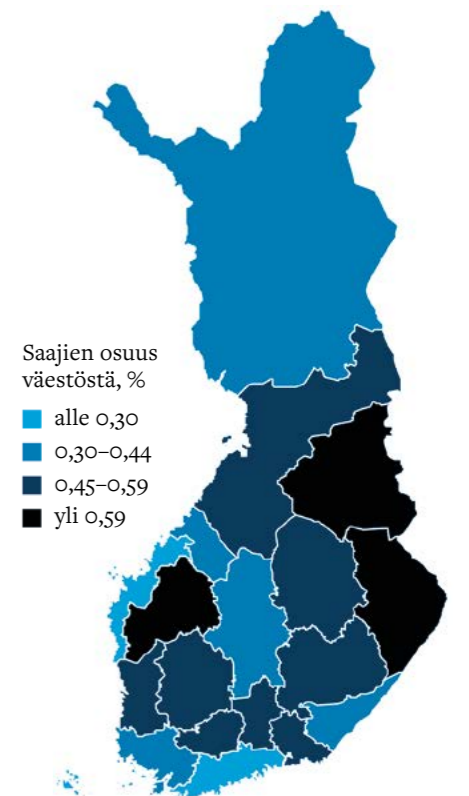 Saajien osuus
väestöstä, %
alle 0,30
0,30–0,44
0,45–0,59
yli 0,59